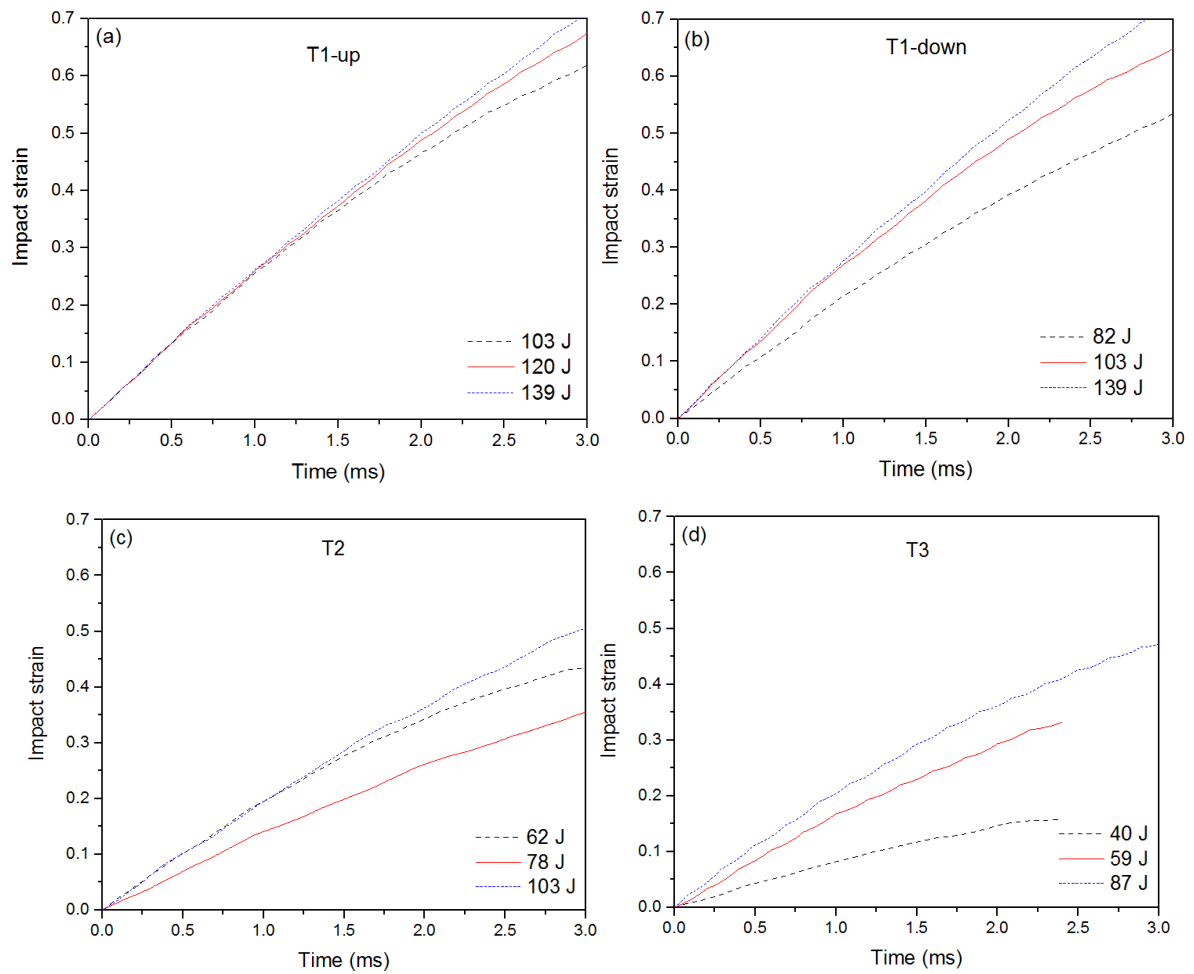 (a)
T1-up
0.7
0.6
0.5
0.4
0.3
0.2
0.1
0.0
Impact strain
103 J
120 J
139 J
0.0 0.5 1.0 1.5 2.0 2.5 3.0
Time (ms)
(b)
T1-down
0.7
0.6
0.5
0.4
0.3
0.2
0.1
0.0
Impact strain
82 J
103 J
139 J
0.0 0.5 1.0 1.5 2.0 2.5 3.0
Time (ms)
(c)
T2
0.7
0.6
0.5
0.4
0.3
0.2
0.1
0.0
Impact strain
62 J
78 J
103 J
0.0 0.5 1.0 1.5 2.0 2.5 3.0
Time (ms)
(d)
T3
0.7
0.6
0.5
0.4
0.3
0.2
0.1
0.0
Impact strain
40 J
59 J
87 J
0.0 0.5 1.0 1.5 2.0 2.5 3.0
Time (ms)